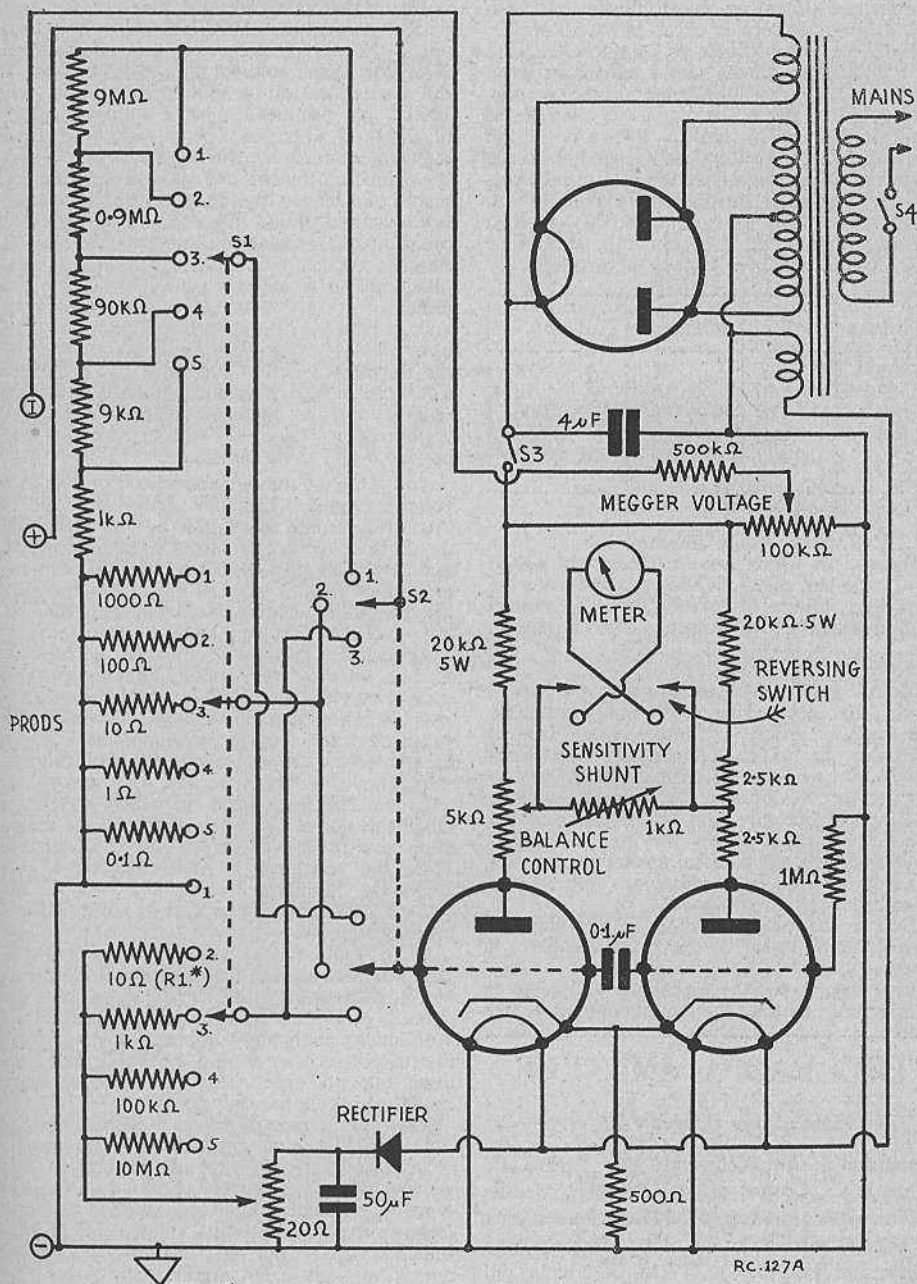 9MΩ
1.
2.
0·9MΩ
3.
S1
90kΩ
4
5
9kΩ
1kΩ
I
+
1000Ω
1
100Ω
2.
10Ω
3.
1Ω
4
0·1Ω
5.
1
PRODS
1.
2.
S2
3.
10Ω (R1.*)
2.
1kΩ
3.
100kΩ
4
10MΩ
5
20Ω
50μF
RECTIFIER
MAINS
S4
4μF
S3
500kΩ
MEGGER VOLTAGE
100kΩ
METER
20kΩ
5W
20kΩ.5W
REVERSING
SWITCH
SENSITIVITY
SHUNT
2.5kΩ
5kΩ
1kΩ
BALANCE
CONTROL
2.5kΩ
1MΩ
0·1μF
500Ω
−
RC.127A